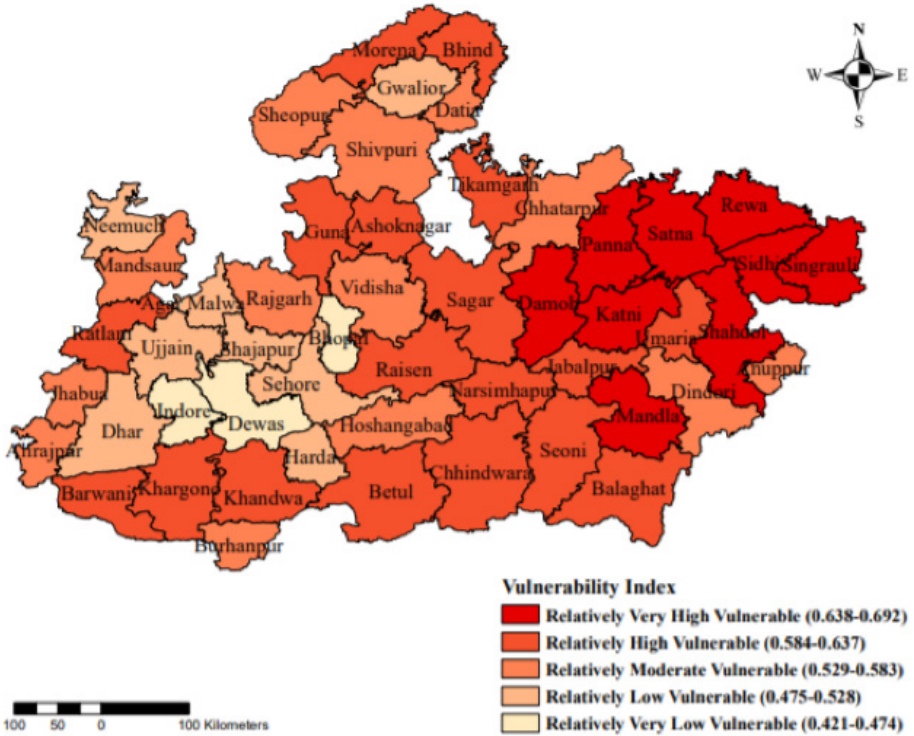 N
W E
S
Morena
Bhind
Gwalior
Datia
Sheopur
Shivpuri
Tikamgarh
Chhatarpur
Rewa
Satna
Panna
Sidhi
Singrauli
Neemuch
Mandsaur
Guna
Ashoknagar
Agar Malwa
Rajgarh
Vidisha
Sagar
Damoh
Katni
Umaria
Shahdol
Anuppur
Ratlam
Ujjain
Shajapur
Bhopal
Raisen
Jabalpur
Dindori
Jhabua
Indore
Dewas
Sehore
Narsimhapur
Mandla
Alirajpur
Dhar
Harda
Hoshangabad
Seoni
Barwani
Khargone
Khandwa
Betul
Chhindwara
Balaghat
Burhanpur
Vulnerability Index
Relatively Very High Vulnerable (0.638-0.692)
Relatively High Vulnerable (0.584-0.637)
Relatively Moderate Vulnerable (0.529-0.583)
Relatively Low Vulnerable (0.475-0.528)
Relatively Very Low Vulnerable (0.421-0.474)
100 50 0 100 Kilometers